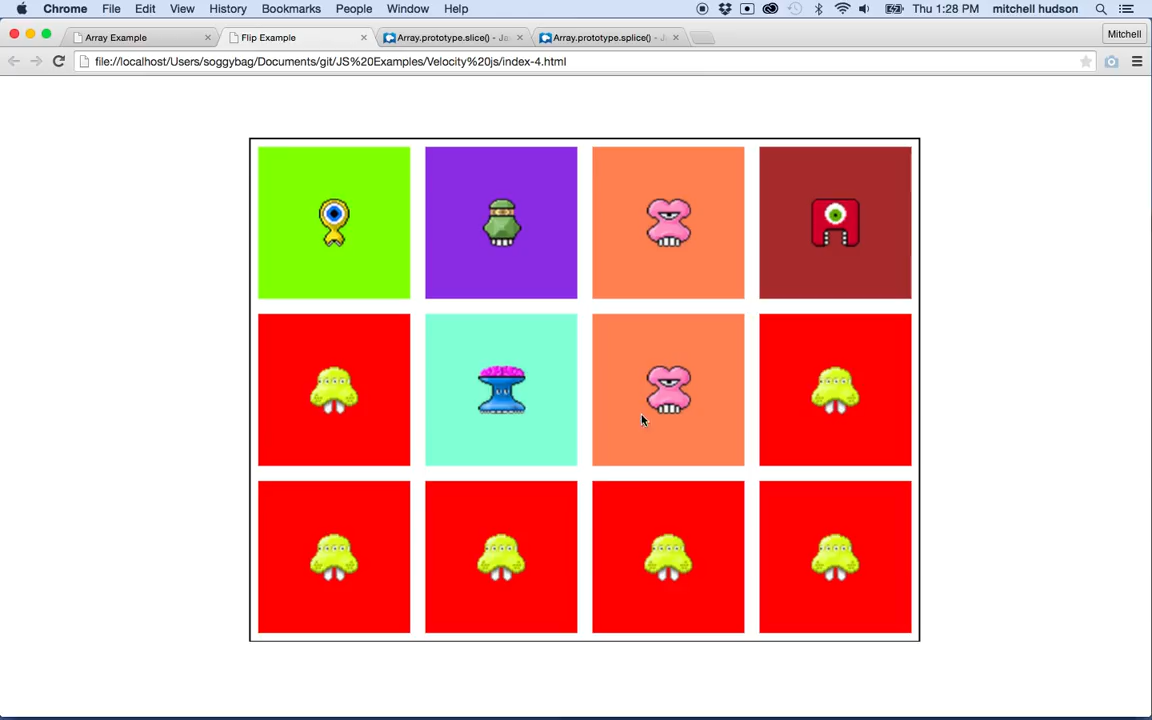 Chrome File Edit View History Bookmarks People Window Help Thu 1:28 PM mitchell hudson
Array Example Flip Example Array.prototype.slice() - Ja Array.prototype.splice() - J Mitchell
file://localhost/Users/soggybag/Documents/git/JS%20Examples/Velocity%20js/index-4.html